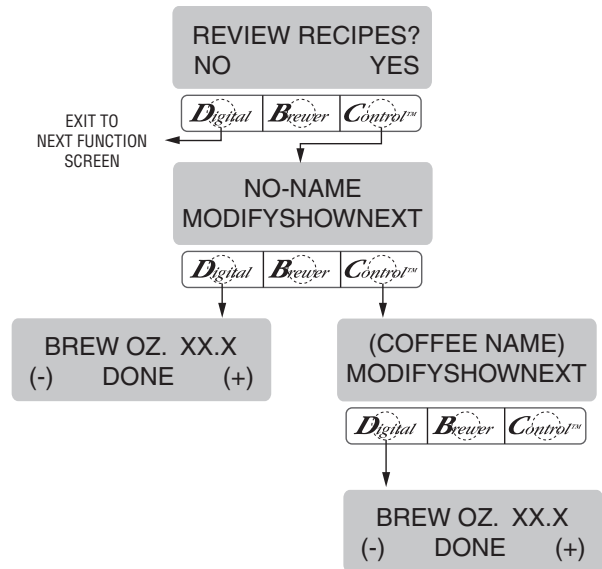 REVIEW RECIPES?
NO YES
Digital Brewer Control™
EXIT TO
NEXT FUNCTION
SCREEN
NO-NAME
MODIFYSHOWNEXT
Digital Brewer Control™
BREW OZ. XX.X
(-) DONE (+)
(COFFEE NAME)
MODIFYSHOWNEXT
Digital Brewer Control™
BREW OZ. XX.X
(-) DONE (+)